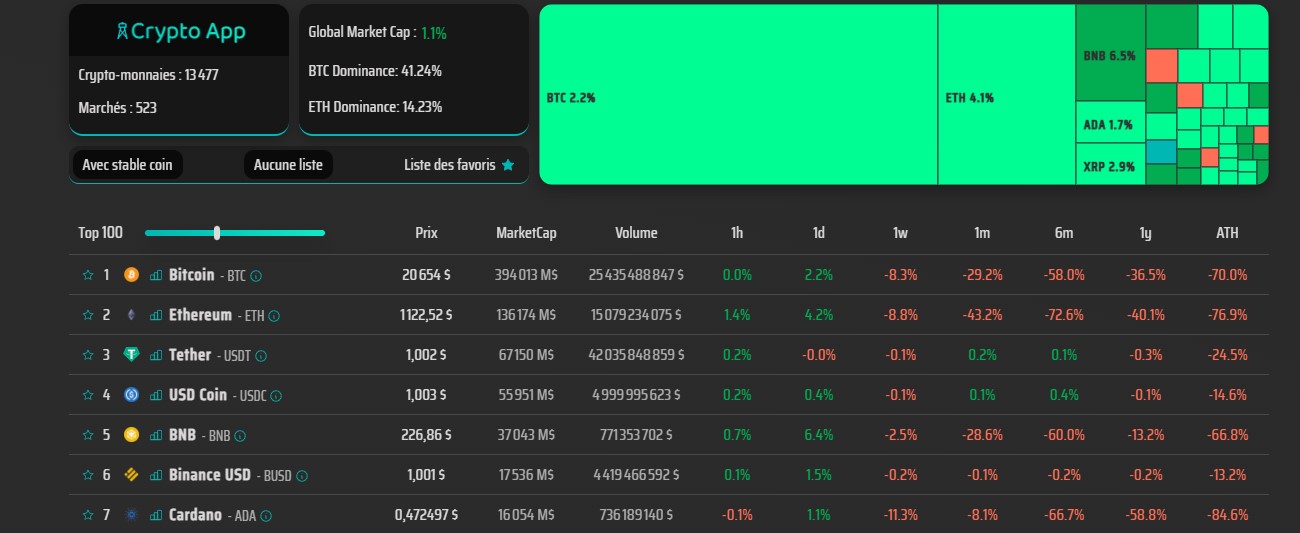 Crypto App
Crypto-monnaies : 13 477
Marchés : 523
Global Market Cap : 1.1%
BTC Dominance: 41.24%
ETH Dominance: 14.23%
Avec stable coin Aucune liste Liste des favoris
BTC 2.2%
ETH 4.1%
BNB 6.5%
ADA 1.7%
XRP 2.9%
Top 100 Prix MarketCap Volume 1h 1d 1w 1m 6m 1y ATH
1 Bitcoin - BTC 20 654 $ 394 013 M$ 25 435 488 847 $ 0.0% 2.2% -8.3% -29.2% -58.0% -36.5% -70.0%
2 Ethereum - ETH 1 122,52 $ 136 174 M$ 15 079 234 075 $ 1.4% 4.2% -8.8% -43.2% -72.6% -40.1% -76.9%
3 Tether - USDT 1,002 $ 67 150 M$ 42 035 848 859 $ 0.2% -0.0% -0.1% 0.2% 0.1% -0.3% -24.5%
4 USD Coin - USDC 1,003 $ 55 951 M$ 4 999 995 623 $ 0.2% 0.4% -0.1% 0.1% 0.4% -0.1% -14.6%
5 BNB - BNB 226,86 $ 37 043 M$ 771 353 702 $ 0.7% 6.4% -2.5% -28.6% -60.0% -13.2% -66.8%
6 Binance USD - BUSD 1,001 $ 17 536 M$ 4 419 466 592 $ 0.1% 1.5% -0.2% -0.1% -0.2% -0.2% -13.2%
7 Cardano - ADA 0,472497 $ 16 054 M$ 736 189 140 $ -0.1% 1.1% -11.3% -8.1% -66.7% -58.8% -84.6%